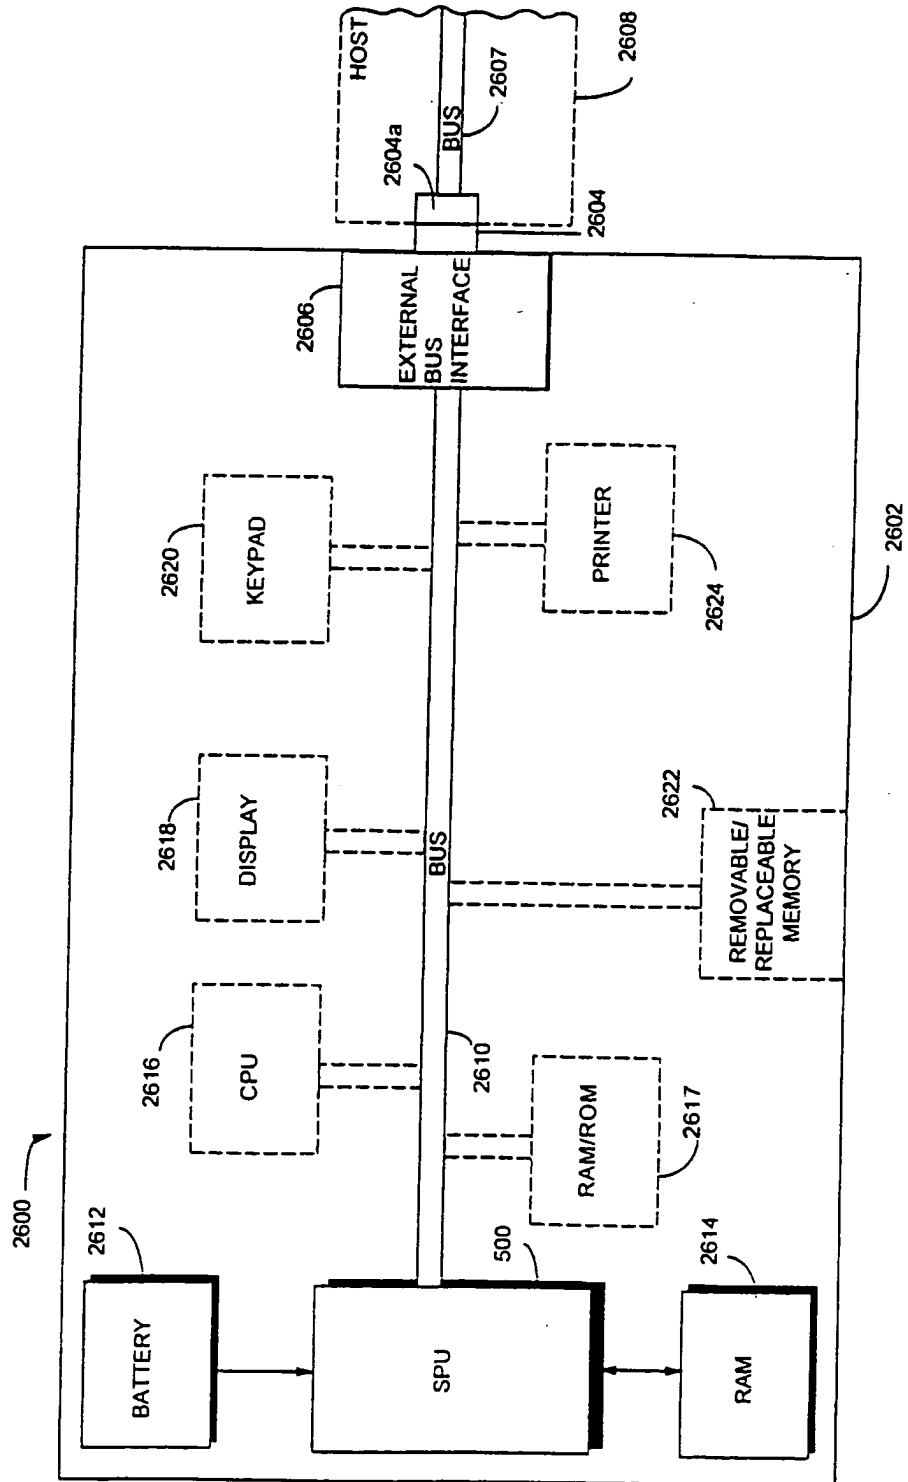 2600
BATTERY
2612
SPU
500
RAM
2614
CPU
2616
RAM/ROM
2617
BUS
2610
DISPLAY
2618
REMOVABLE/
REPLACEABLE
MEMORY
2622
KEYPAD
2620
PRINTER
2624
EXTERNAL
BUS
INTERFACE
2606
2602
2604
2604a
HOST
BUS
2607
2608